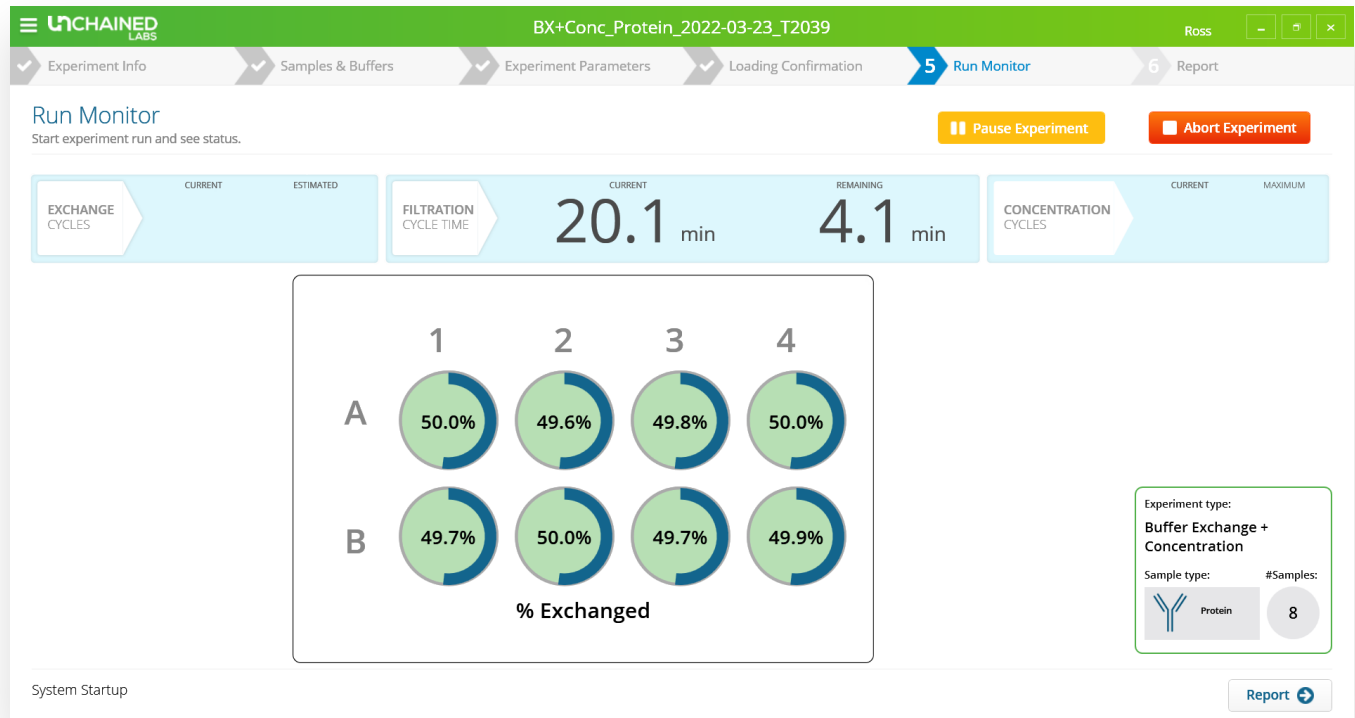 UNCHAINED
LABS
BX+Conc_Protein_2022-03-23_T2039
Ross
Experiment Info
Samples & Buffers
Experiment Parameters
Loading Confirmation
5 Run Monitor
6 Report
Run Monitor
Start experiment run and see status.
Pause Experiment
Abort Experiment
EXCHANGE
CYCLES
CURRENT
ESTIMATED
FILTRATION
CYCLE TIME
CURRENT
20.1 min
REMAINING
4.1 min
CONCENTRATION
CYCLES
CURRENT
MAXIMUM
1 2 3 4
A 50.0% 49.6% 49.8% 50.0%
B 49.7% 50.0% 49.7% 49.9%
% Exchanged
Experiment type:
Buffer Exchange +
Concentration
Sample type: #Samples:
Protein 8
System Startup
Report